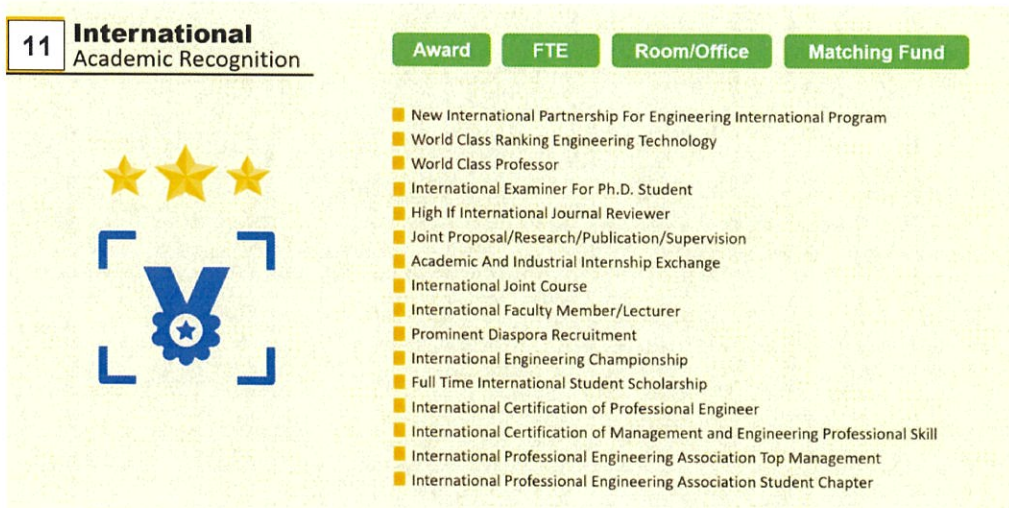 11
International
Academic Recognition
Award
FTE
Room/Office
Matching Fund
New International Partnership For Engineering International Program
World Class Ranking Engineering Technology
World Class Professor
International Examiner For Ph.D. Student
High If International Journal Reviewer
Joint Proposal/Research/Publication/Supervision
Academic And Industrial Internship Exchange
International Joint Course
International Faculty Member/Lecturer
Prominent Diaspora Recruitment
International Engineering Championship
Full Time International Student Scholarship
International Certification of Professional Engineer
International Certification of Management and Engineering Professional Skill
International Professional Engineering Association Top Management
International Professional Engineering Association Student Chapter